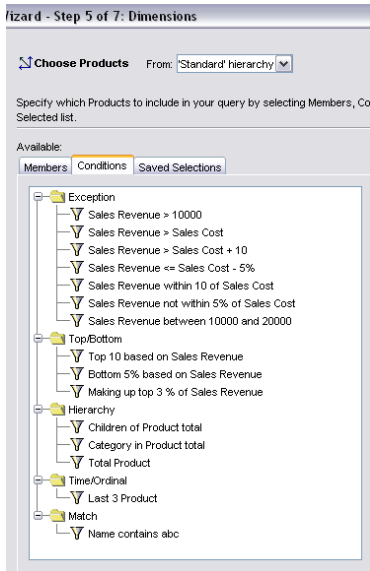 Wizard - Step 5 of 7: Dimensions
Choose Products From: 'Standard' hierarchy
Specify which Products to include in your query by selecting Members, Co
Selected list.
Available:
Members Conditions Saved Selections
Exception
Sales Revenue > 10000
Sales Revenue > Sales Cost
Sales Revenue > Sales Cost + 10
Sales Revenue <= Sales Cost - 5%
Sales Revenue within 10 of Sales Cost
Sales Revenue not within 5% of Sales Cost
Sales Revenue between 10000 and 20000
Top/Bottom
Top 10 based on Sales Revenue
Bottom 5% based on Sales Revenue
Making up top 3 % of Sales Revenue
Hierarchy
Children of Product total
Category in Product total
Total Product
Time/Ordinal
Last 3 Product
Match
Name contains abc